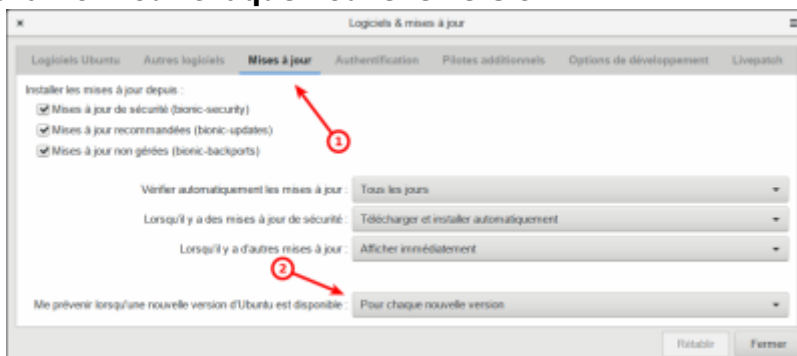 Logiciels & mises à jour
Logiciels Ubuntu Autres logiciels Mises à jour Authentification Pilotes additionnels Options de développement Livepatch
Installer les mises à jour depuis :
Mises à jour de sécurité (bionic-security)
Mises à jour recommandées (bionic-updates)
Mises à jour non gérées (bionic-backports)
1
Vérifier automatiquement les mises à jour : Tous les jours
Lorsqu'il y a des mises à jour de sécurité : Télécharger et installer automatiquement
Lorsqu'il y a d'autres mises à jour : Afficher immédiatement
2
Me prévenir lorsqu'une nouvelle version d'Ubuntu est disponible : Pour chaque nouvelle version
Rétablir Fermer